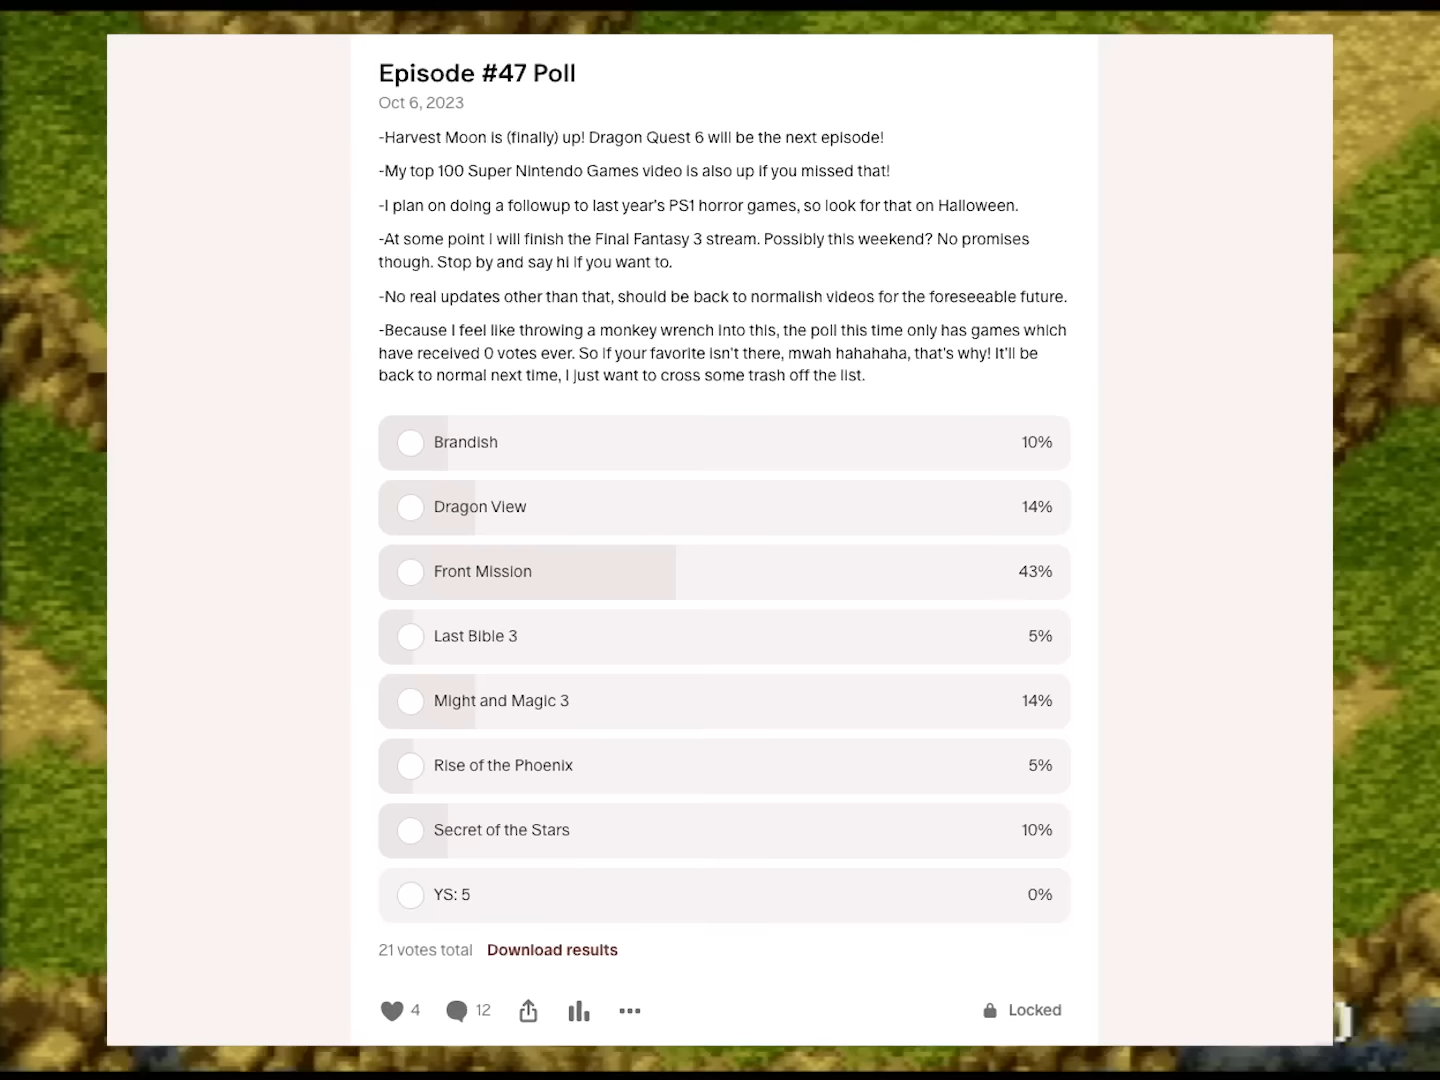 Episode #47 Poll
Oct 6, 2023
-Harvest Moon is (finally) up! Dragon Quest 6 will be the next episode!
-My top 100 Super Nintendo Games video is also up if you missed that!
-I plan on doing a followup to last year's PS1 horror games, so look for that on Halloween.
-At some point I will finish the Final Fantasy 3 stream. Possibly this weekend? No promises
though. Stop by and say hi if you want to.
-No real updates other than that, should be back to normalish videos for the foreseeable future.
-Because I feel like throwing a monkey wrench into this, the poll this time only has games which
have received 0 votes ever. So if your favorite isn't there, mwah hahahaha, that's why! It'll be
back to normal next time, I just want to cross some trash off the list.
Brandish 10%
Dragon View 14%
Front Mission 43%
Last Bible 3 5%
Might and Magic 3 14%
Rise of the Phoenix 5%
Secret of the Stars 10%
YS: 5 0%
21 votes total Download results
4 12 Locked